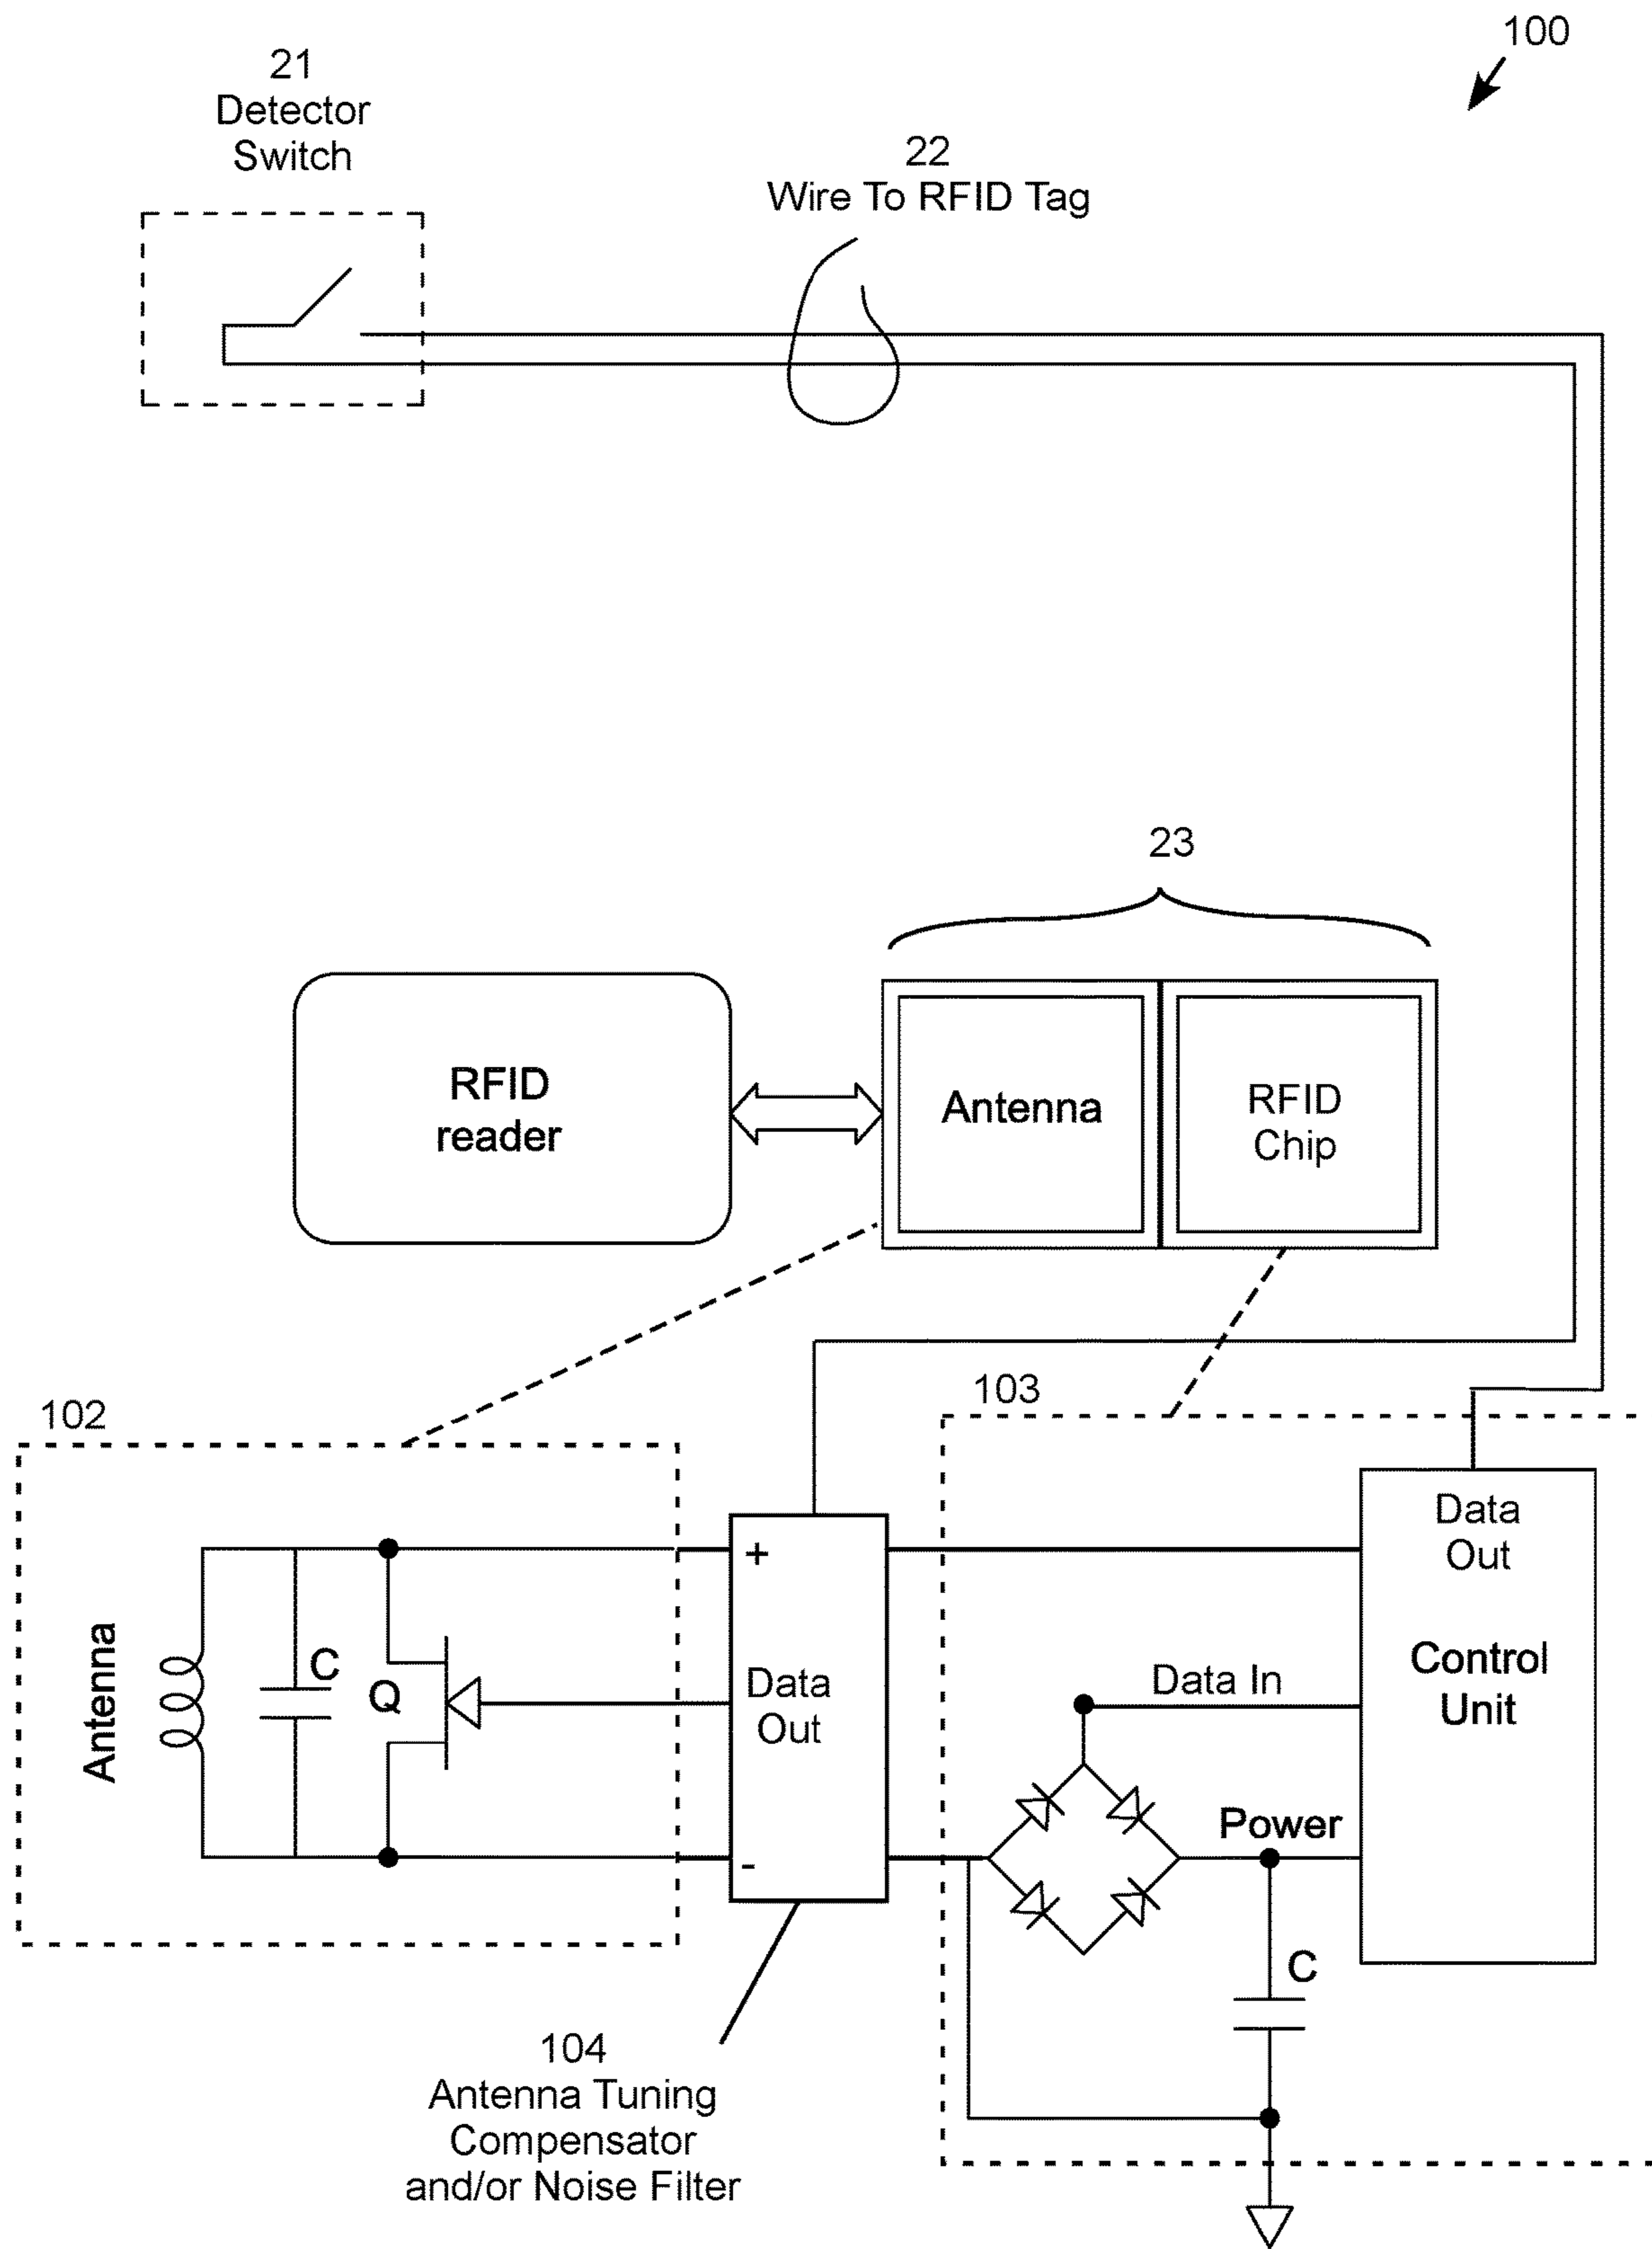 100
21
Detector
Switch
22
Wire To RFID Tag
23
RFID
reader
Antenna
RFID
Chip
102
103
Antenna
C
Q
+
Data
Out
-
Data
Out
Control
Unit
Data In
Power
C
104
Antenna Tuning
Compensator
and/or Noise Filter